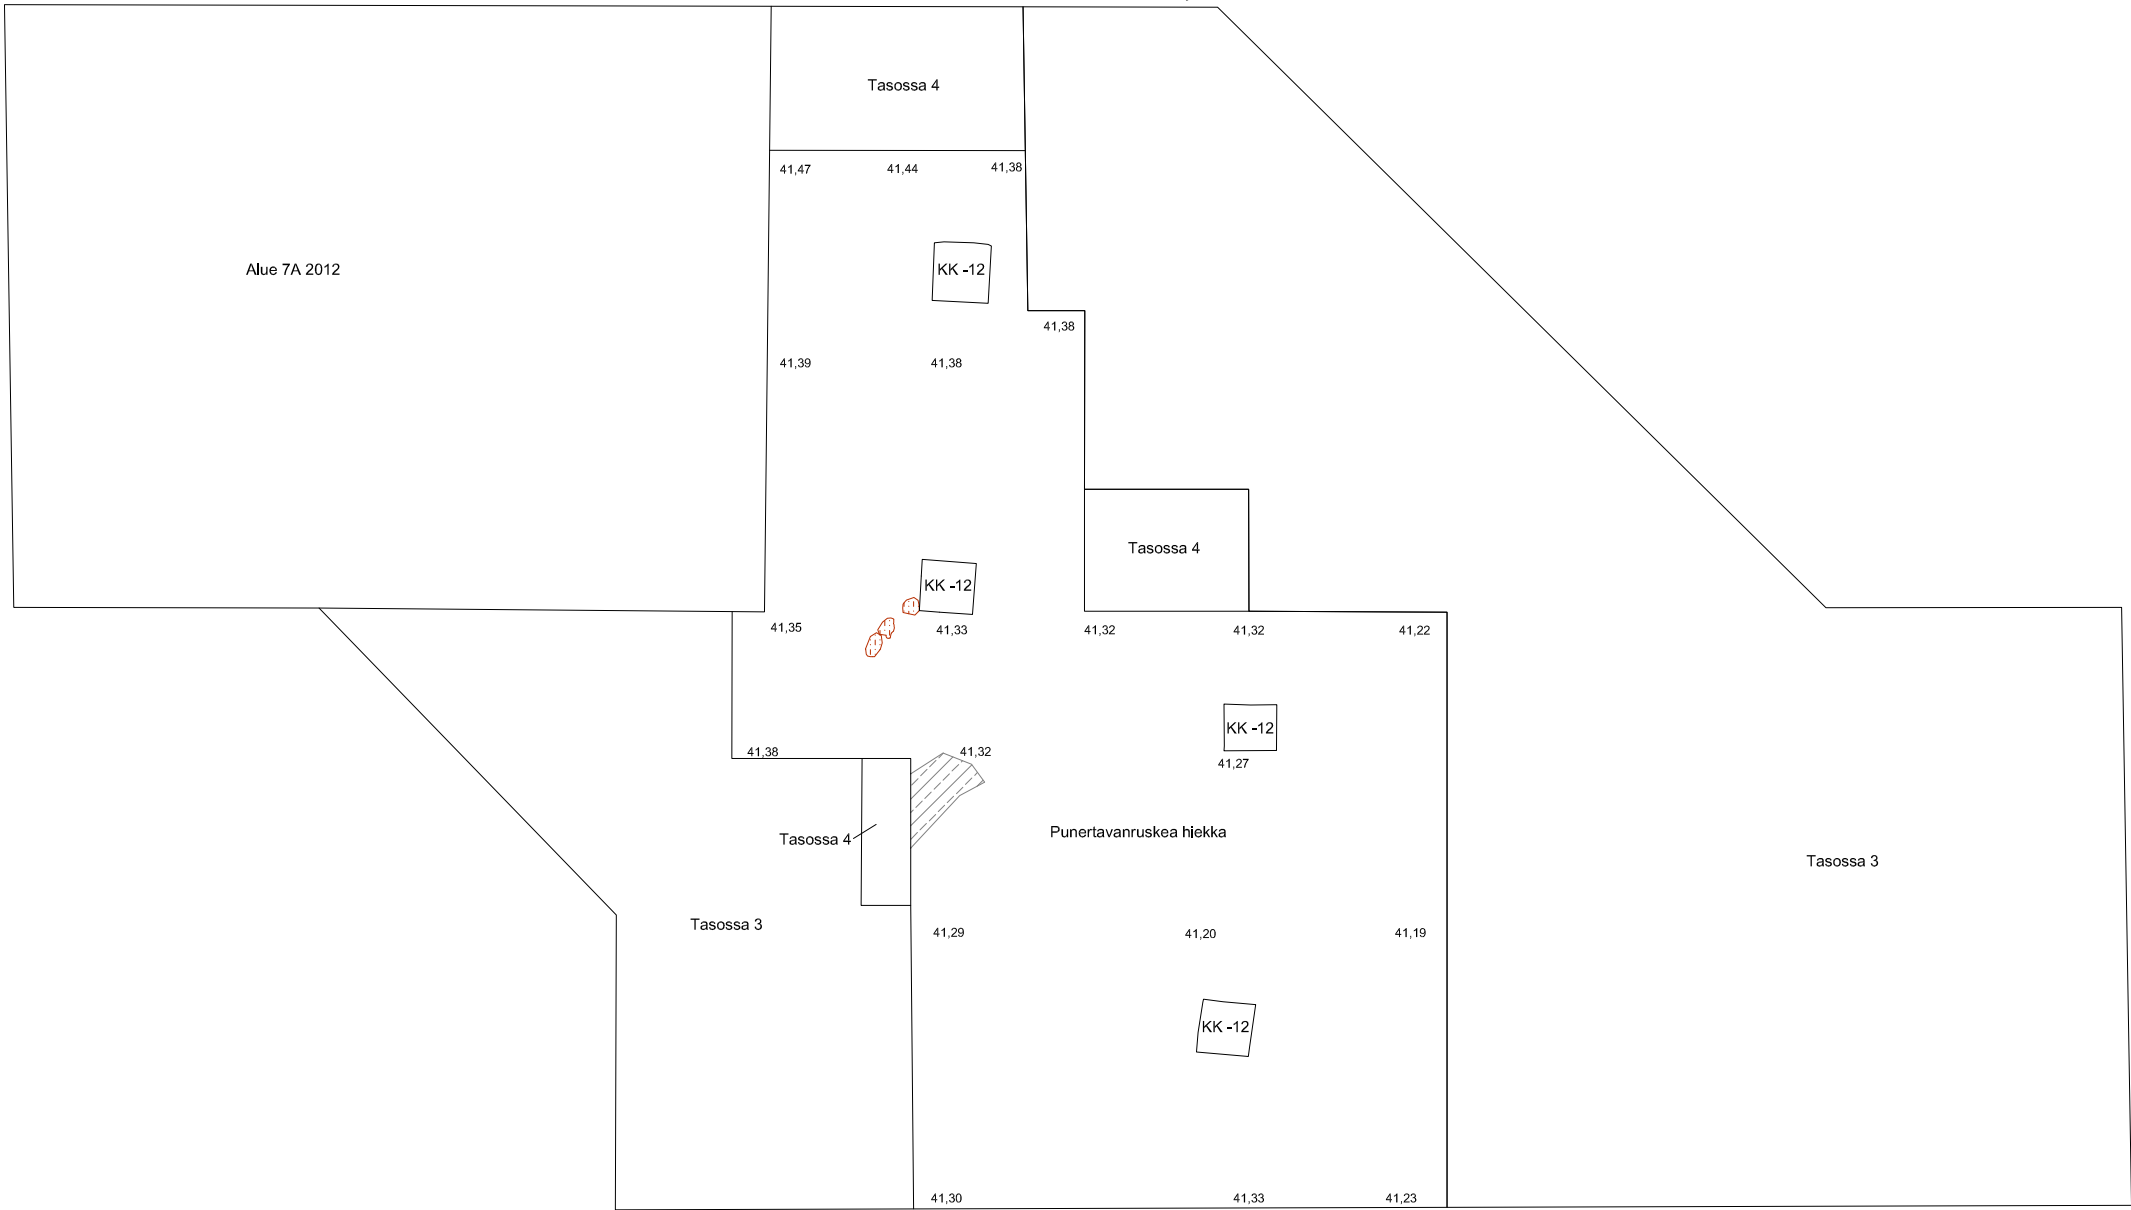 Tasossa 4
41,47 41,44 41,38
Alue 7A 2012
KK -12
41,38
41,39 41,38
Tasossa 4
KK -12
41,35 41,33 41,32 41,32 41,22
KK -12
41,38 41,32
41,27
Tasossa 4
Punertavanruskea hiekka
Tasossa 3
Tasossa 3
41,29 41,20 41,19
KK -12
41,30 41,33 41,23